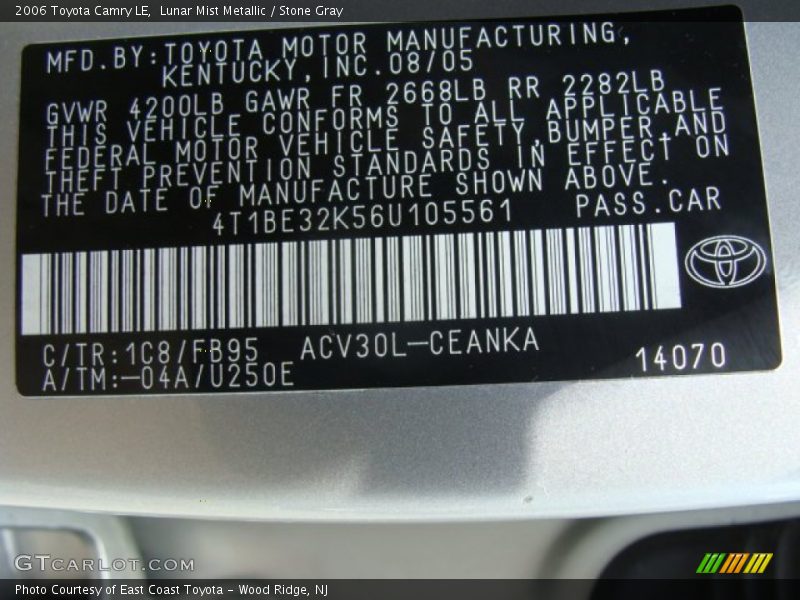 2006 Toyota Camry LE, Lunar Mist Metallic / Stone Gray
MFD.BY:TOYOTA MOTOR MANUFACTURING,
KENTUCKY,INC.08/05
GVWR 4200LB GAWR FR 2668LB RR 2282LB
THIS VEHICLE CONFORMS TO ALL APPLICABLE
FEDERAL MOTOR VEHICLE SAFETY,BUMPER,AND
THEFT PREVENTION STANDARDS IN EFFECT ON
THE DATE OF MANUFACTURE SHOWN ABOVE.
4T1BE32K56U105561 PASS.CAR
C/TR:1C8/FB95 ACV30L-CEANKA
A/TM:-04A/U250E 14070
GTCARLOT.COM
Photo Courtesy of East Coast Toyota - Wood Ridge, NJ